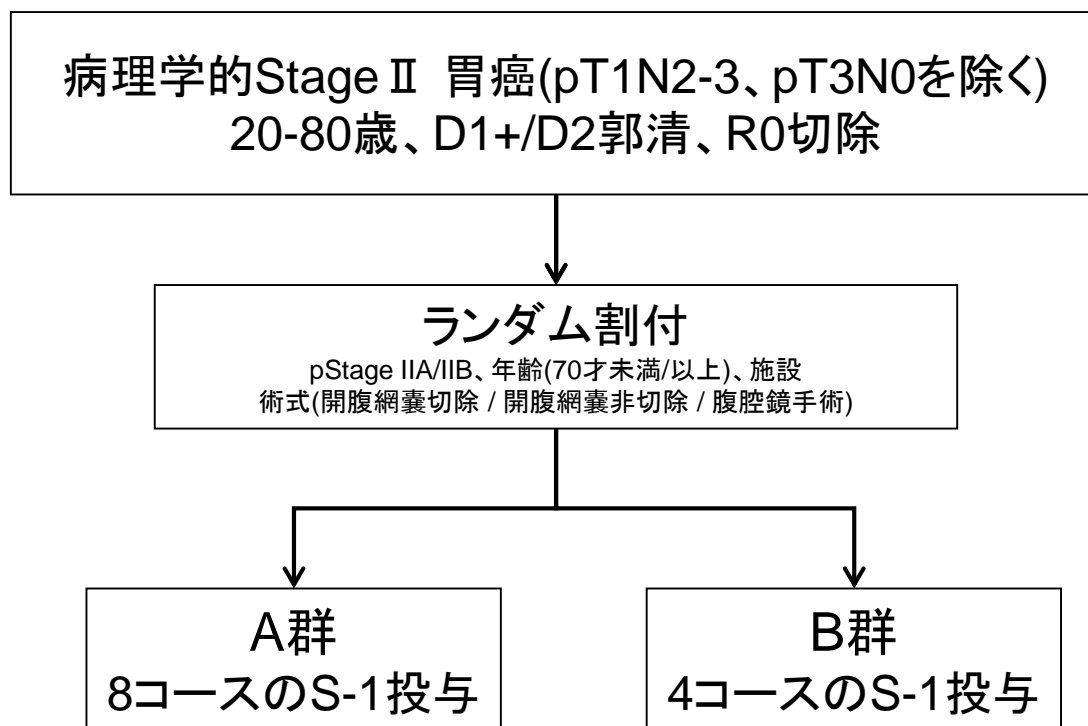 病理学的Stage Ⅱ 胃癌(pT1N2-3、pT3N0を除く)
20-80歳、D1+/D2郭清、R0切除
ランダム割付
pStage IIA/IIB、年齢(70才未満/以上)、施設
術式(開腹網嚢切除 / 開腹網嚢非切除 / 腹腔鏡手術)
A群
8コースのS-1投与
B群
4コースのS-1投与